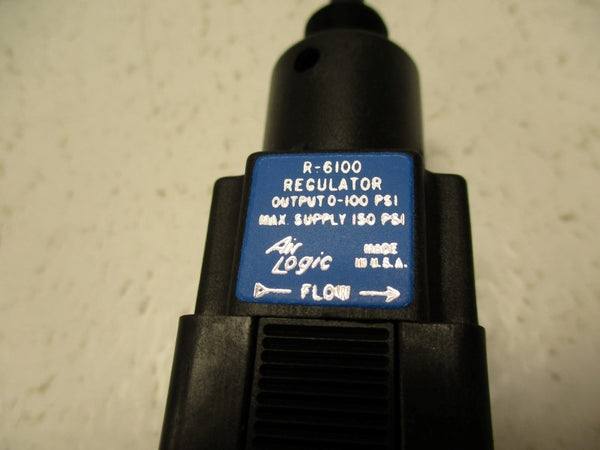 R-6100
REGULATOR
OUTPUT 0-100 PSI
MAX. SUPPLY 150 PSI
Air Logic
MADE IN U.S.A.
FLOW